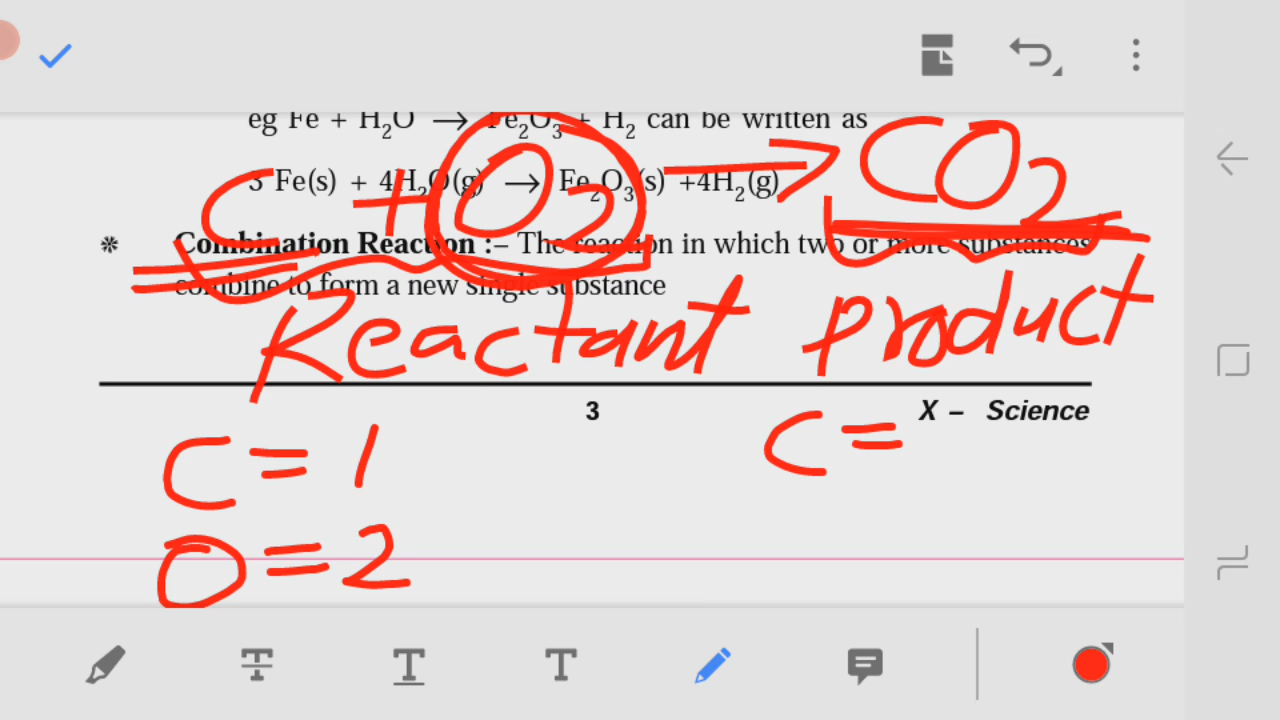 eg Fe + H₂O → Fe₂O₃ + H₂ can be written as
3 Fe(s) + 4H₂O(g) → Fe₂O₃(s) +4H₂(g)
C + O₂ → CO₂
* Combination Reaction :– The reaction in which two or more substances
combine to form a new single substance
Reactant product
3 X – Science
C = 1 C =
O = 2